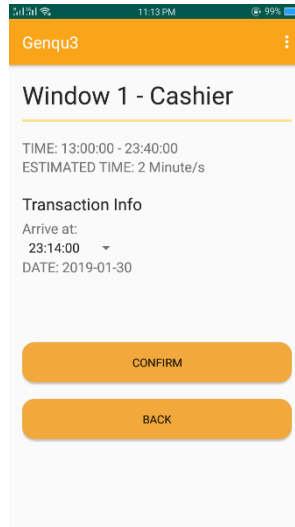 11:13 PM 99%
Genqu3
Window 1 - Cashier
TIME: 13:00:00 - 23:40:00
ESTIMATED TIME: 2 Minute/s
Transaction Info
Arrive at:
23:14:00
DATE: 2019-01-30
CONFIRM
BACK